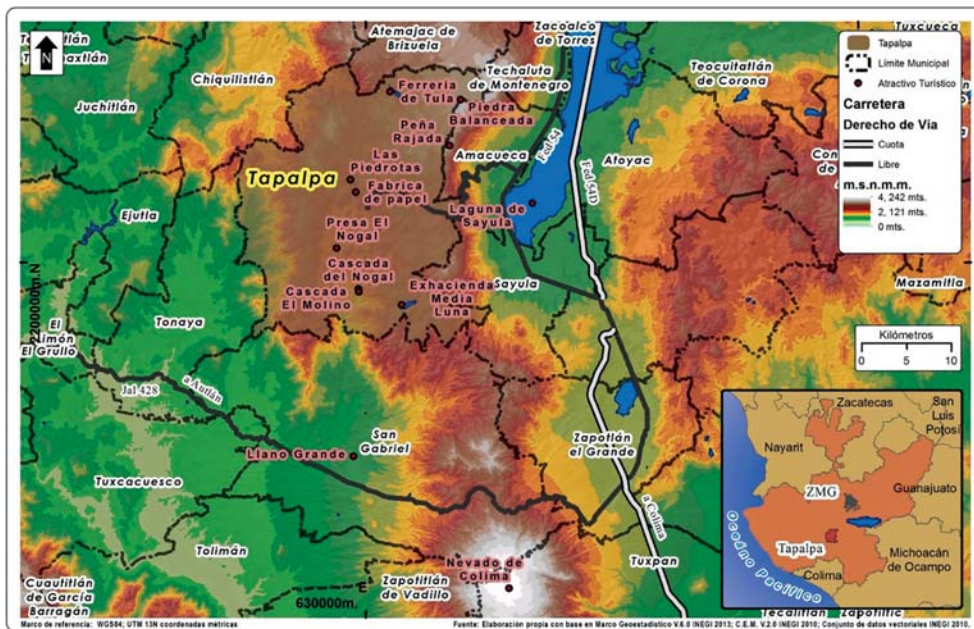 N
Juchitlán
Chiquilistlán
Atemajac de
Brizuela
Zacoalco
de Torres
Techaluta
de Montenegro
Teocuitatlán
de Corona
Tuxcueca
Tapalpa
Límite Municipal
Atractivo Turístico
Carretera
Derecho de Vía
Cuota
Libre
m.s.n.m.m.
4, 242 mts.
2, 121 mts.
0 mts.
Ferreria
de Tula
Piedra
Balanceada
Peña
Rajada
Las
Piedrotas
Fabrica
de papel
Tapalpa
Amacueca
Fed 54
Fed 54D
Atoyac
Laguna de
Sayula
Ejutla
Presa El
Nogal
Cascada
del Nogal
Cascada
El Molino
Exhacienda
Media
Luna
Sayula
Mazamitla
2200000m.N
El
Limón
El Grullo
Tonaya
Kilómetros
0 5 10
Jal 428
a Autlán
Llano Grande
San
Gabriel
Zapotlán
el Grande
Tuxcacuesco
Tolimán
a Colima
Tuxpan
Nevado de
Colima
Zapotitlán
de Vadillo
Cuautitlán
de García
Barragán
630000m.
E
Zacatecas
San
Luis
Potosí
Nayarit
ZMG
Guanajuato
Tapalpa
Michoacán
de Ocampo
Colima
Oceáno Pacífico
Marco de referencia: WGS84; UTM 13N coordenadas métricas
Fuente: Elaboración propia con base en Marco Geoestadístico V.6.0 INEGI 2013; C.E.M. V.2.0 INEGI 2010; Conjunto de datos vectoriales INEGI 2010.